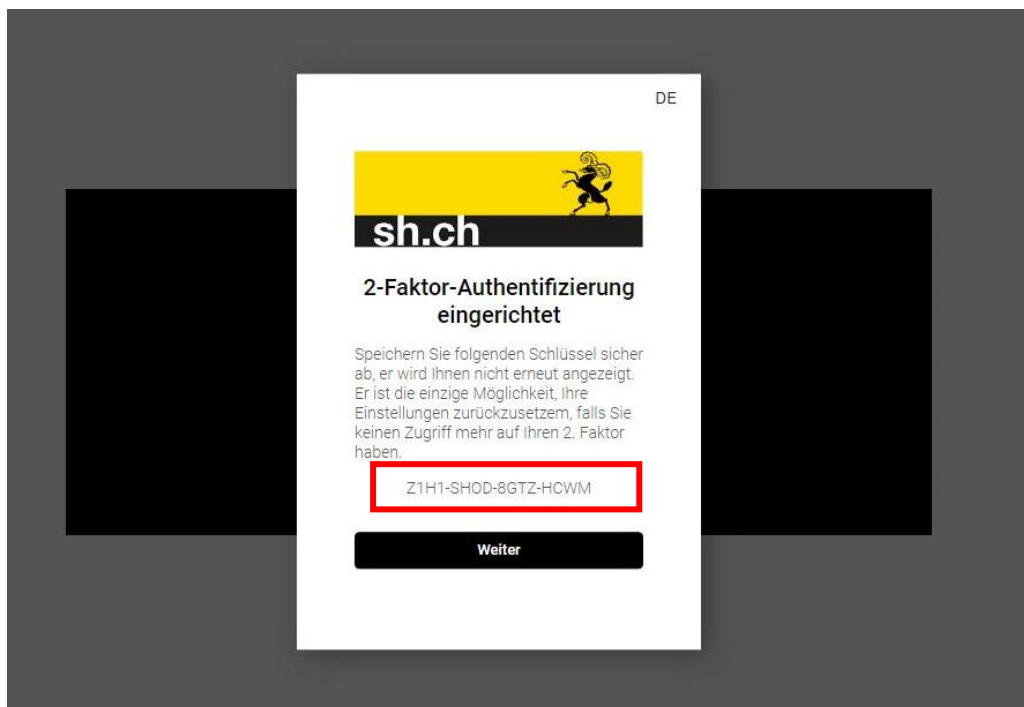 DE
sh.ch
2-Faktor-Authentifizierung
eingerichtet
Speichern Sie folgenden Schlüssel sicher
ab, er wird Ihnen nicht erneut angezeigt.
Er ist die einzige Möglichkeit, Ihre
Einstellungen zurückzusetzem, falls Sie
keinen Zugriff mehr auf Ihren 2. Faktor
haben.
Z1H1-SHOD-8GTZ-HCWM
Weiter